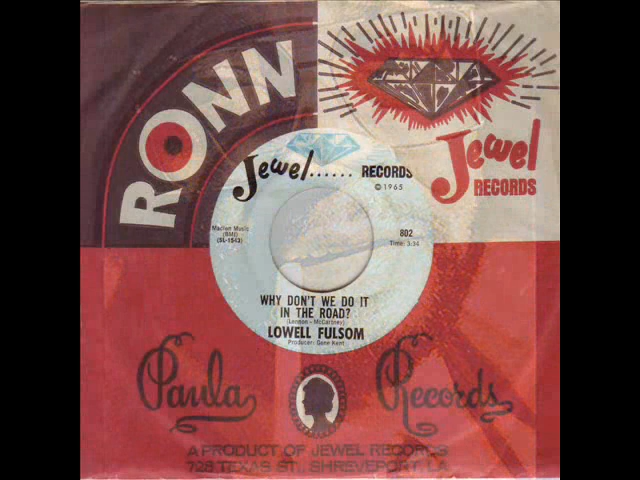 RONN
Jewel
RECORDS
Jewel...... RECORDS
© 1965
Maclen Music
(BMI)
(SL-1543)
802
Time: 3:34
WHY DON'T WE DO IT
IN THE ROAD?
(Lennon - McCartney)
LOWELL FULSOM
Producer: Gene Kent
Paula Records
A PRODUCT OF JEWEL RECORDS
728 TEXAS ST., SHREVEPORT, LA.